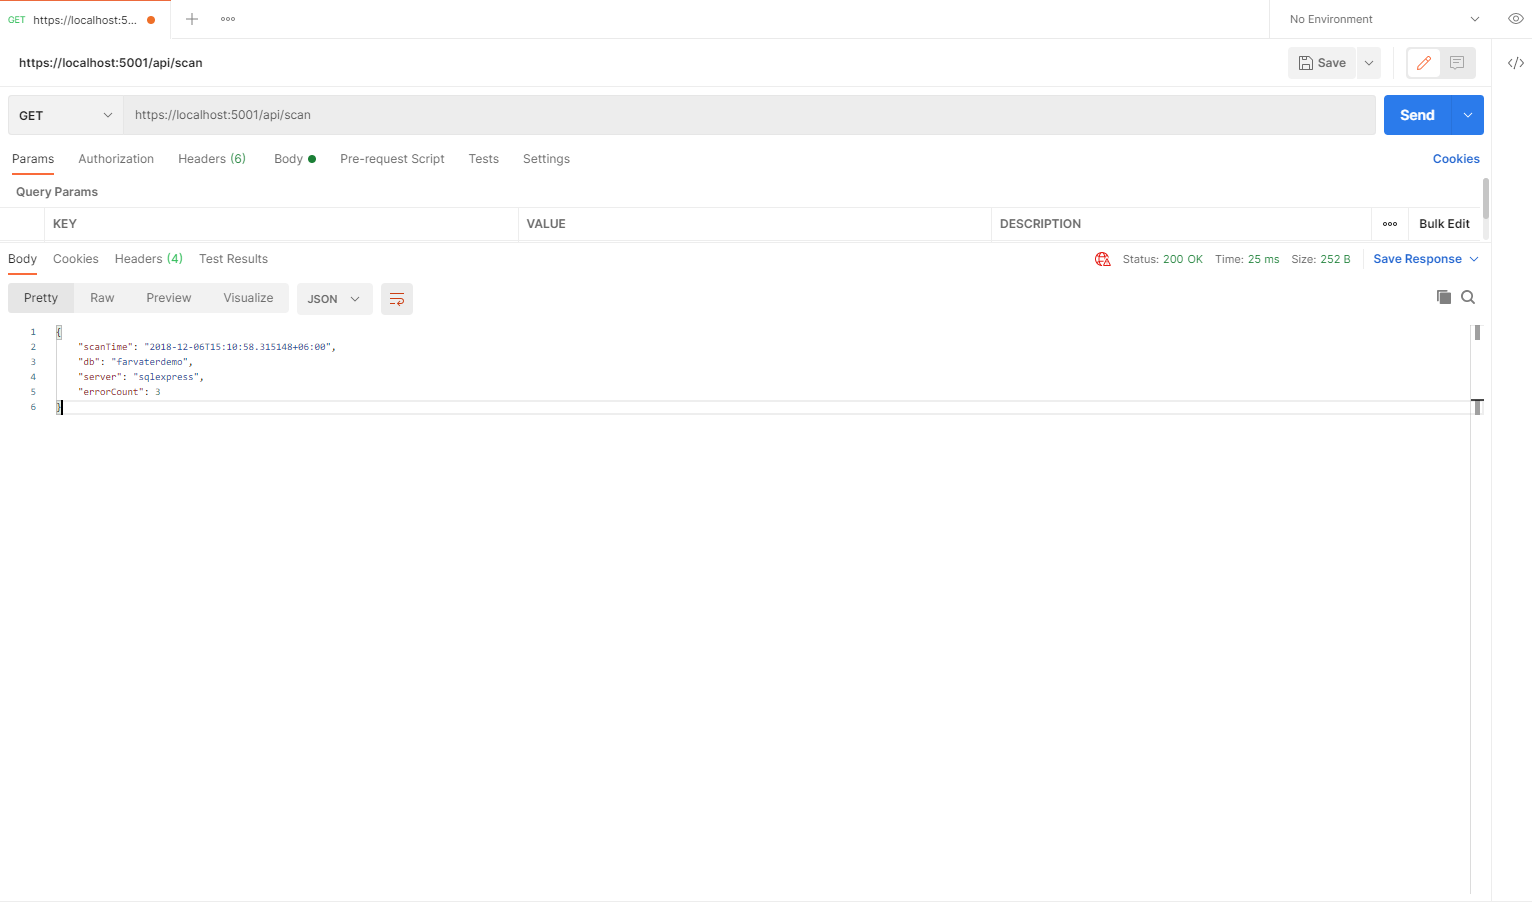 GET https://localhost:5... No Environment
https://localhost:5001/api/scan Save
GET https://localhost:5001/api/scan Send
Params Authorization Headers (6) Body Pre-request Script Tests Settings Cookies
Query Params
KEY VALUE DESCRIPTION Bulk Edit
Body Cookies Headers (4) Test Results Status: 200 OK Time: 25 ms Size: 252 B Save Response
Pretty Raw Preview Visualize JSON
1 {
2 "scanTime": "2018-12-06T15:10:58.315148+06:00",
3 "db": "farvaterdemo",
4 "server": "sqlexpress",
5 "errorCount": 3
6 }